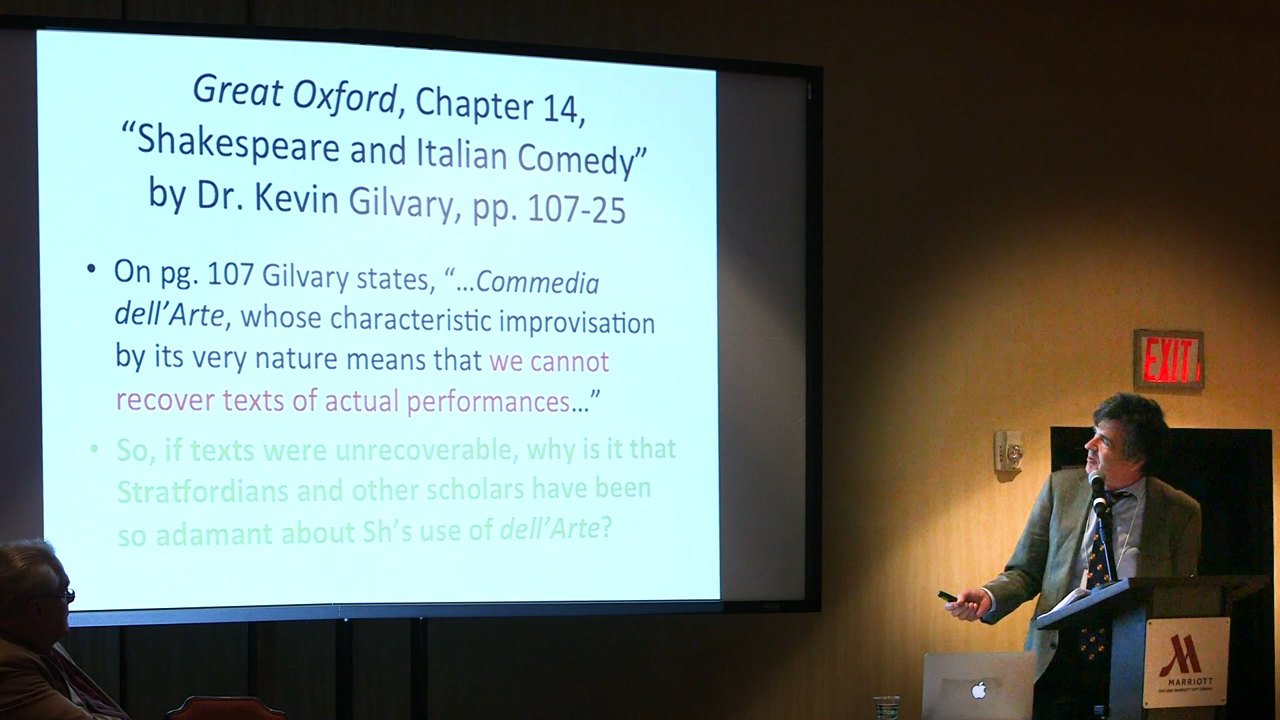 Great Oxford, Chapter 14,
“Shakespeare and Italian Comedy”
by Dr. Kevin Gilvary, pp. 107-25
• On pg. 107 Gilvary states, “…Commedia
dell’Arte, whose characteristic improvisation
by its very nature means that we cannot
recover texts of actual performances…”
• So, if texts were unrecoverable, why is it that
Stratfordians and other scholars have been
so adamant about Sh’s use of dell’Arte?
EXIT
MARRIOTT